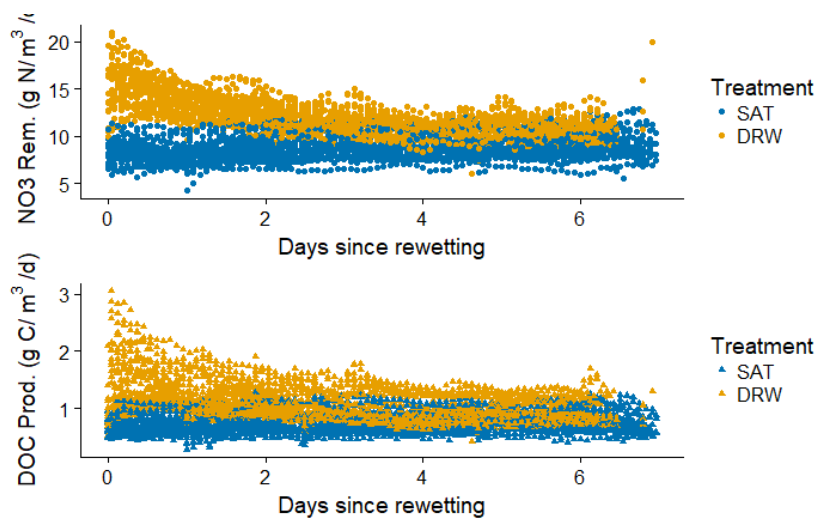 NO3 Rem. (g N/m³ /
20
15
10
5
0
2
4
6
Days since rewetting
Treatment
SAT
DRW
DOC Prod. (g C/ m³ /d)
3
2
1
0
2
4
6
Days since rewetting
Treatment
SAT
DRW